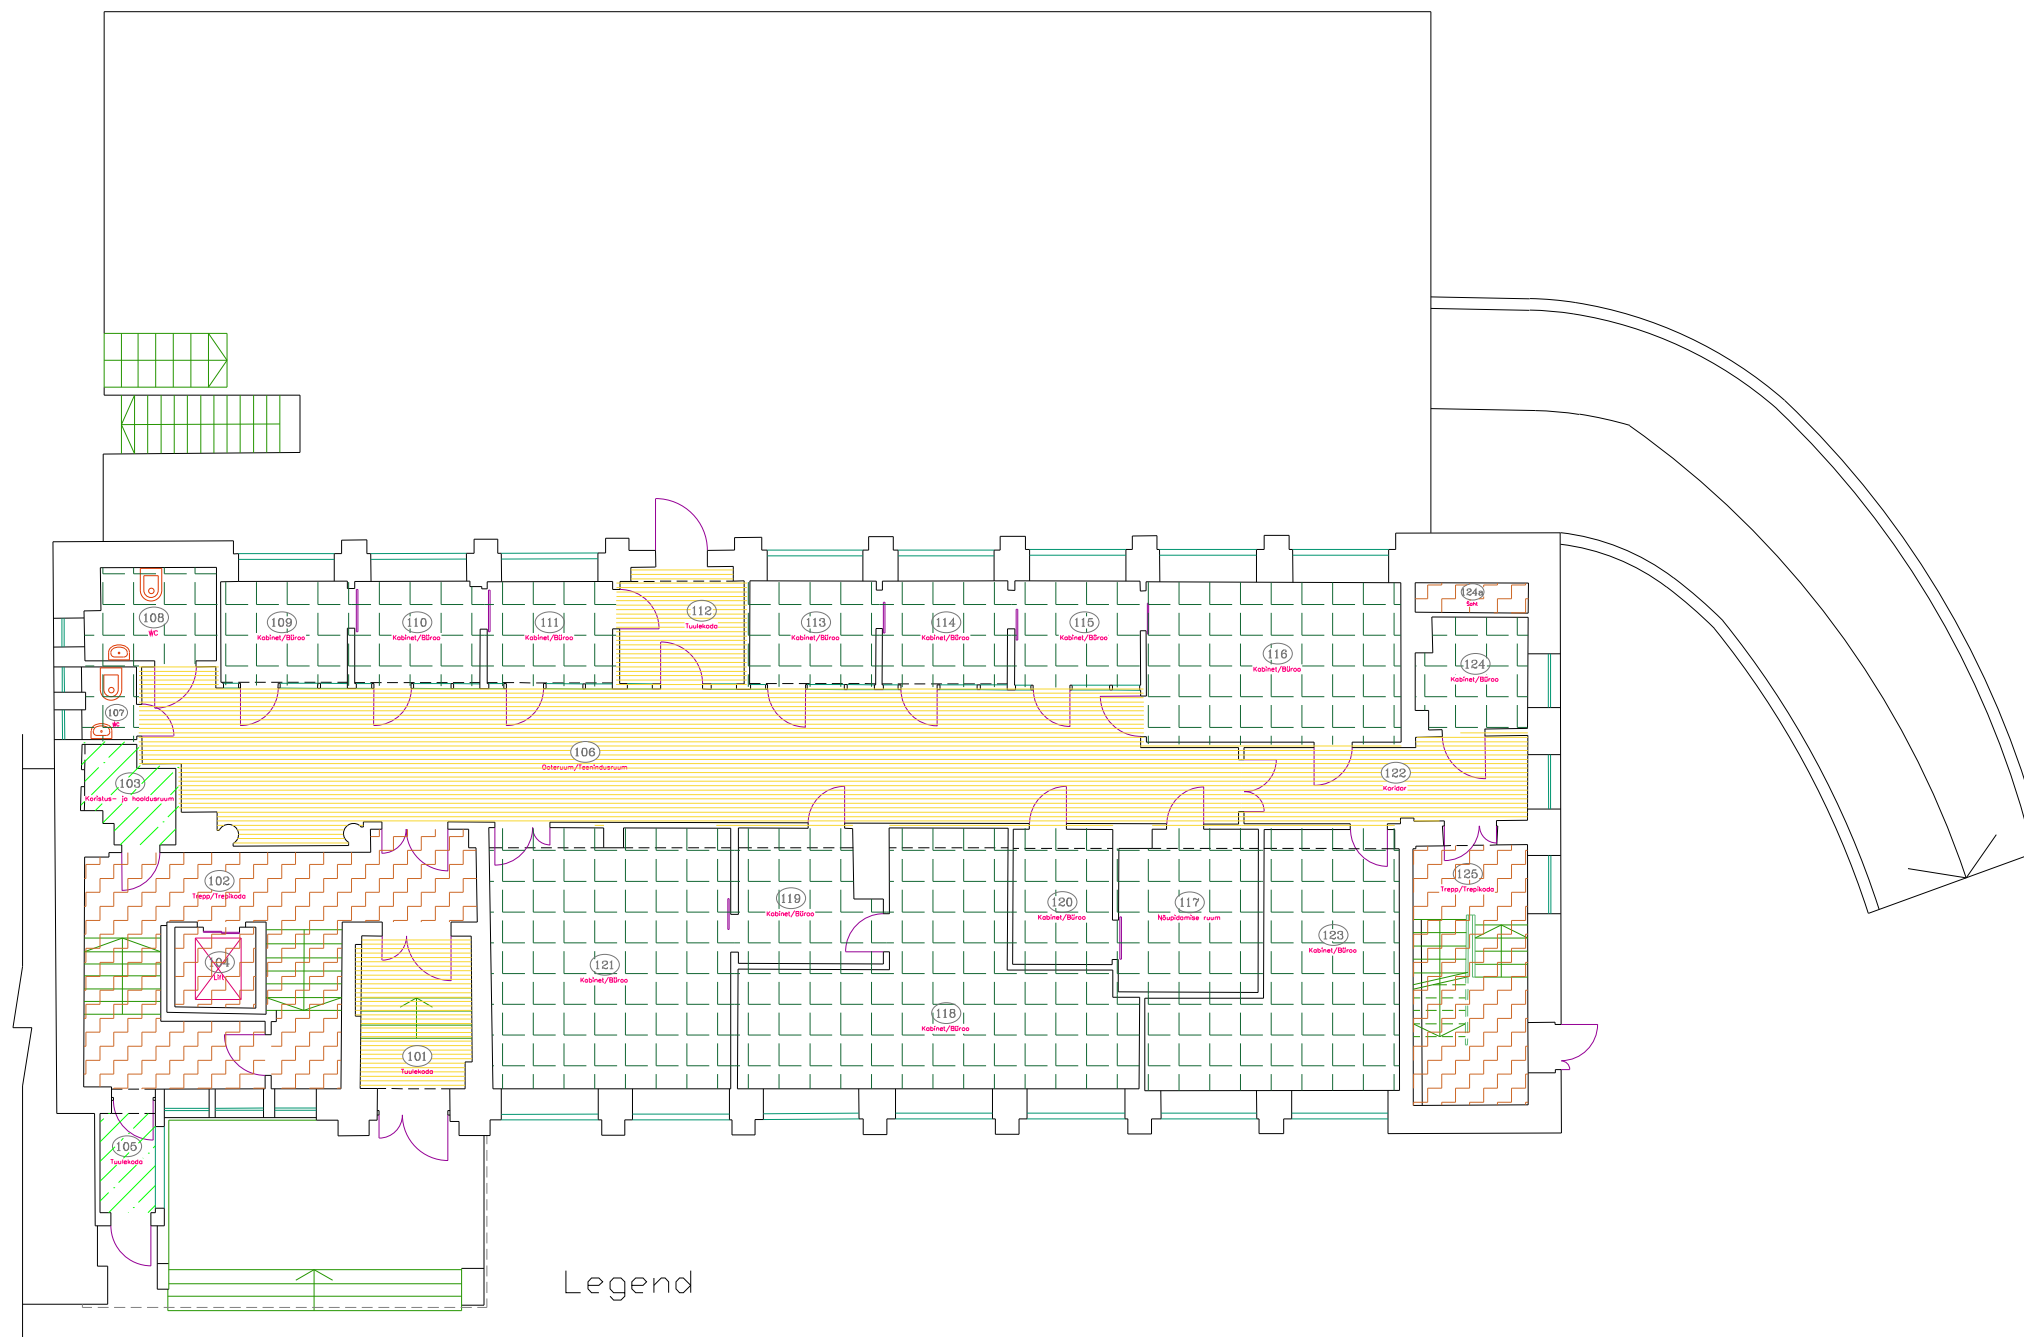 124a
Šaht
108
WC
109
Kabinet/Büroo
110
Kabinet/Büroo
111
Kabinet/Büroo
112
Tuulekoda
113
Kabinet/Büroo
114
Kabinet/Büroo
115
Kabinet/Büroo
116
Kabinet/Büroo
124
Kabinet/Büroo
107
WC
106
Ooteruum/Teenindusruum
122
Koridor
103
Koristus- ja hooldusruum
102
Trepp/Trepikoda
119
Kabinet/Büroo
120
Kabinet/Büroo
117
Nõupidamise ruum
125
Trepp/Trepikoda
123
Kabinet/Büroo
104
Lift
121
Kabinet/Büroo
118
Kabinet/Büroo
101
Tuulekoda
105
Tuulekoda
Legend